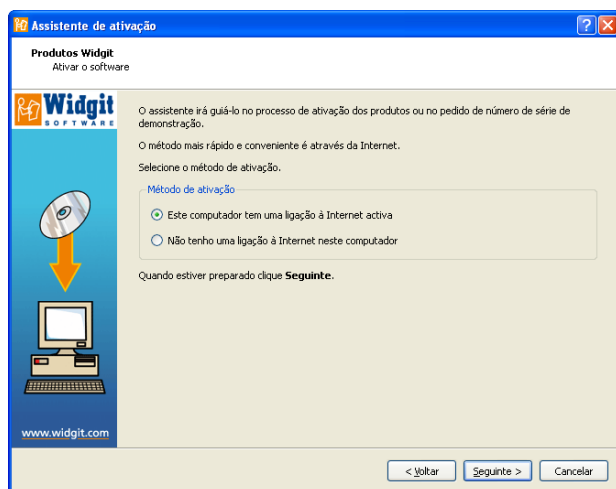 Assistente de ativação
Produtos Widgit
Ativar o software
Widgit
SOFTWARE
O assistente irá guiá-lo no processo de ativação dos produtos ou no pedido de número de série de
demonstração.
O método mais rápido e conveniente é através da Internet.
Selecione o método de ativação.
Método de ativação
Este computador tem uma ligação à Internet activa
Não tenho uma ligação à Internet neste computador
Quando estiver preparado clique Seguinte.
www.widgit.com
< Voltar
Seguinte >
Cancelar